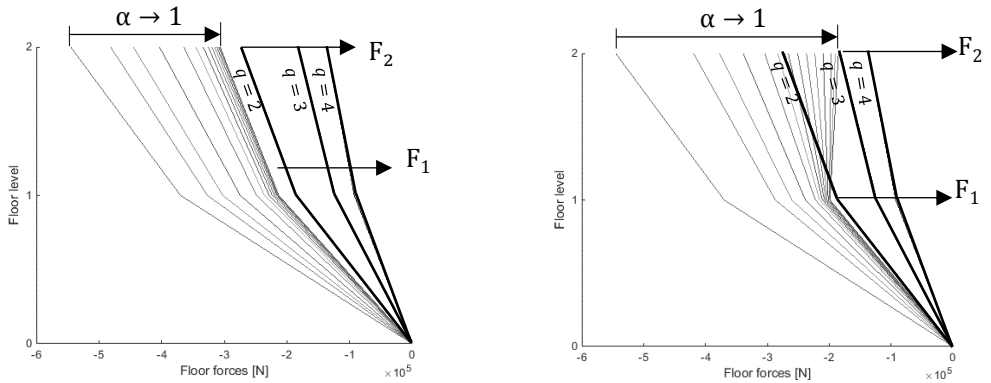 α → 1
F₂
q = 2
q = 3
q = 4
F₁
2
1
0
Floor level
-6
-5
-4
-3
-2
-1
0
Floor forces [N]
×10⁵
α → 1
F₂
q = 2
q = 3
q = 4
F₁
2
1
0
Floor level
-6
-5
-4
-3
-2
-1
0
Floor forces [N]
×10⁵